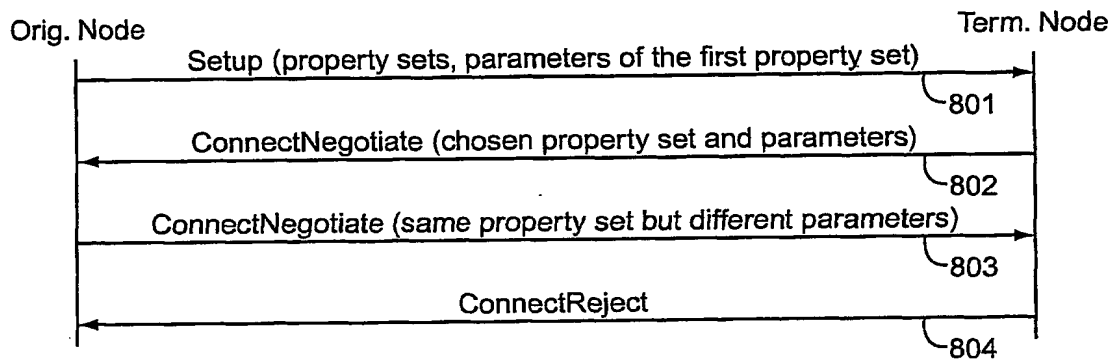 Orig. Node
Term. Node
Setup (property sets, parameters of the first property set)
801
ConnectNegotiate (chosen property set and parameters)
802
ConnectNegotiate (same property set but different parameters)
803
ConnectReject
804